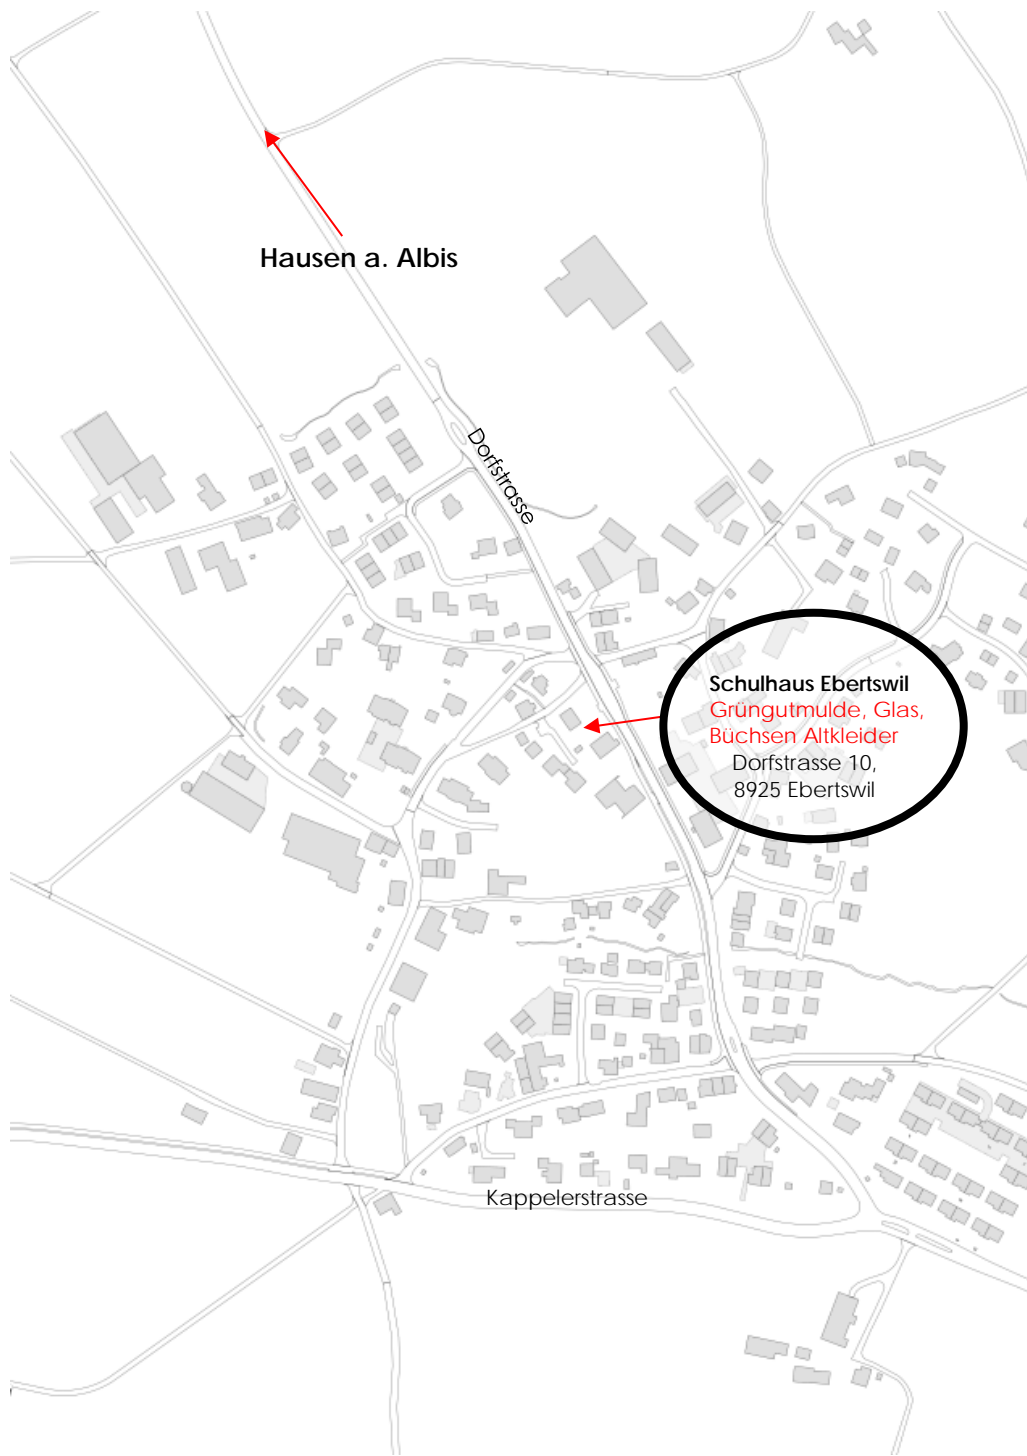 Hausen a. Albis
Dorfstrasse
Schulhaus Ebertswil
Grüngutmulde, Glas,
Büchsen Altkleider
Dorfstrasse 10,
8925 Ebertswil
Kappelerstrasse